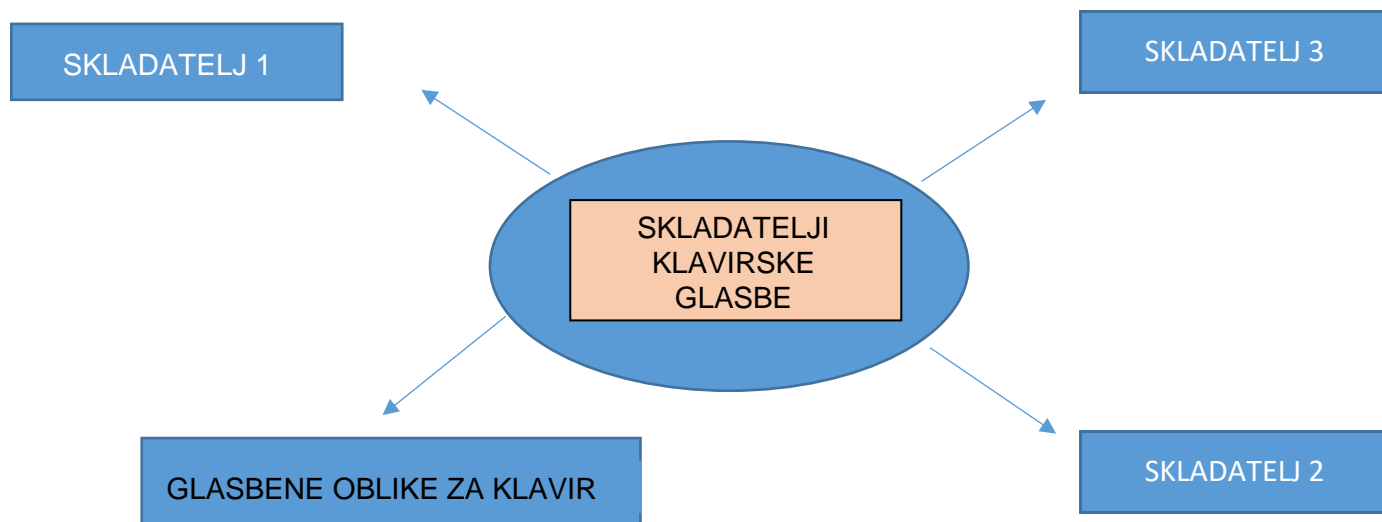 SKLADATELJ 1
SKLADATELJ 3
SKLADATELJI
KLAVIRSKE
GLASBE
GLASBENE OBLIKE ZA KLAVIR
SKLADATELJ 2